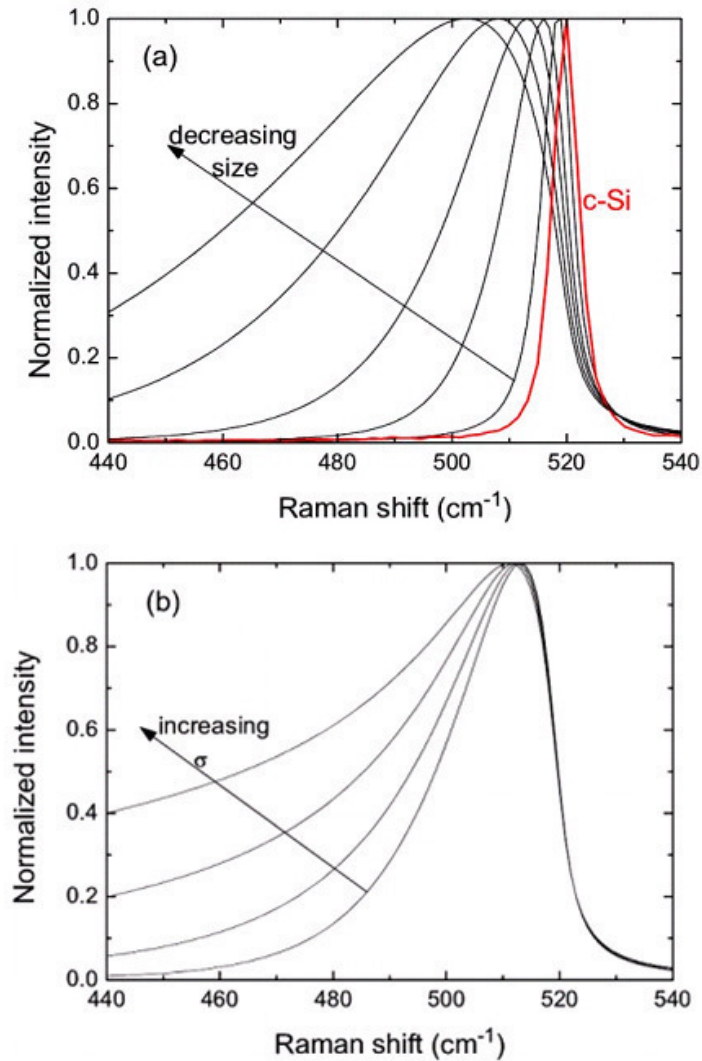 (a)
decreasing
size
c-Si
Normalized intensity
1.0
0.8
0.6
0.4
0.2
0.0
440 460 480 500 520 540
Raman shift (cm⁻¹)
(b)
increasing
σ
Normalized intensity
1.0
0.8
0.6
0.4
0.2
0.0
440 460 480 500 520 540
Raman shift (cm⁻¹)